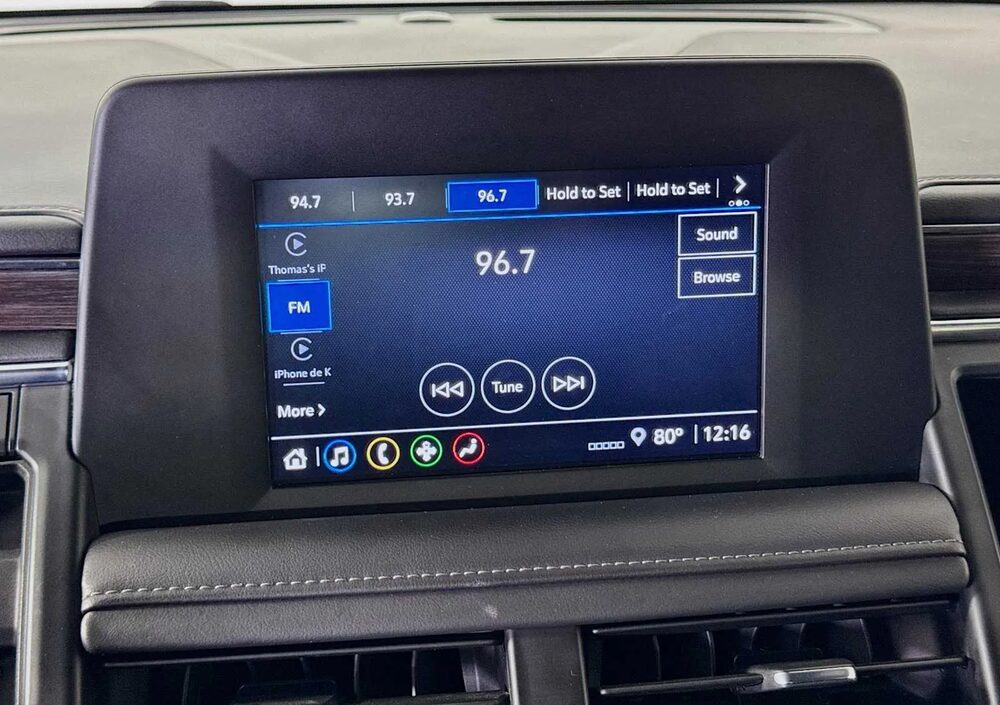 94.7 | 93.7 96.7 Hold to Set | Hold to Set |
Thomas's iP
FM
iPhone de K
More
96.7
Sound
Browse
Tune
80° | 12:16